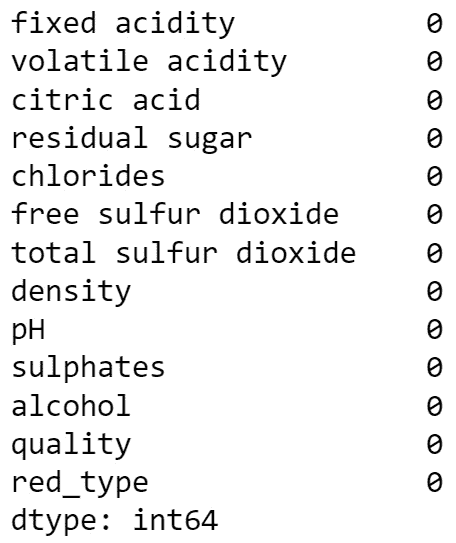 fixed acidity 0
volatile acidity 0
citric acid 0
residual sugar 0
chlorides 0
free sulfur dioxide 0
total sulfur dioxide 0
density 0
pH 0
sulphates 0
alcohol 0
quality 0
red_type 0
dtype: int64